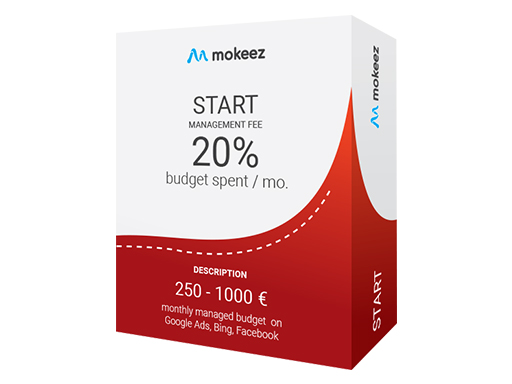 mokeez
START
MANAGEMENT FEE
20%
budget spent / mo.
DESCRIPTION
250 - 1000 €
monthly managed budget on
Google Ads, Bing, Facebook
mokeez
START